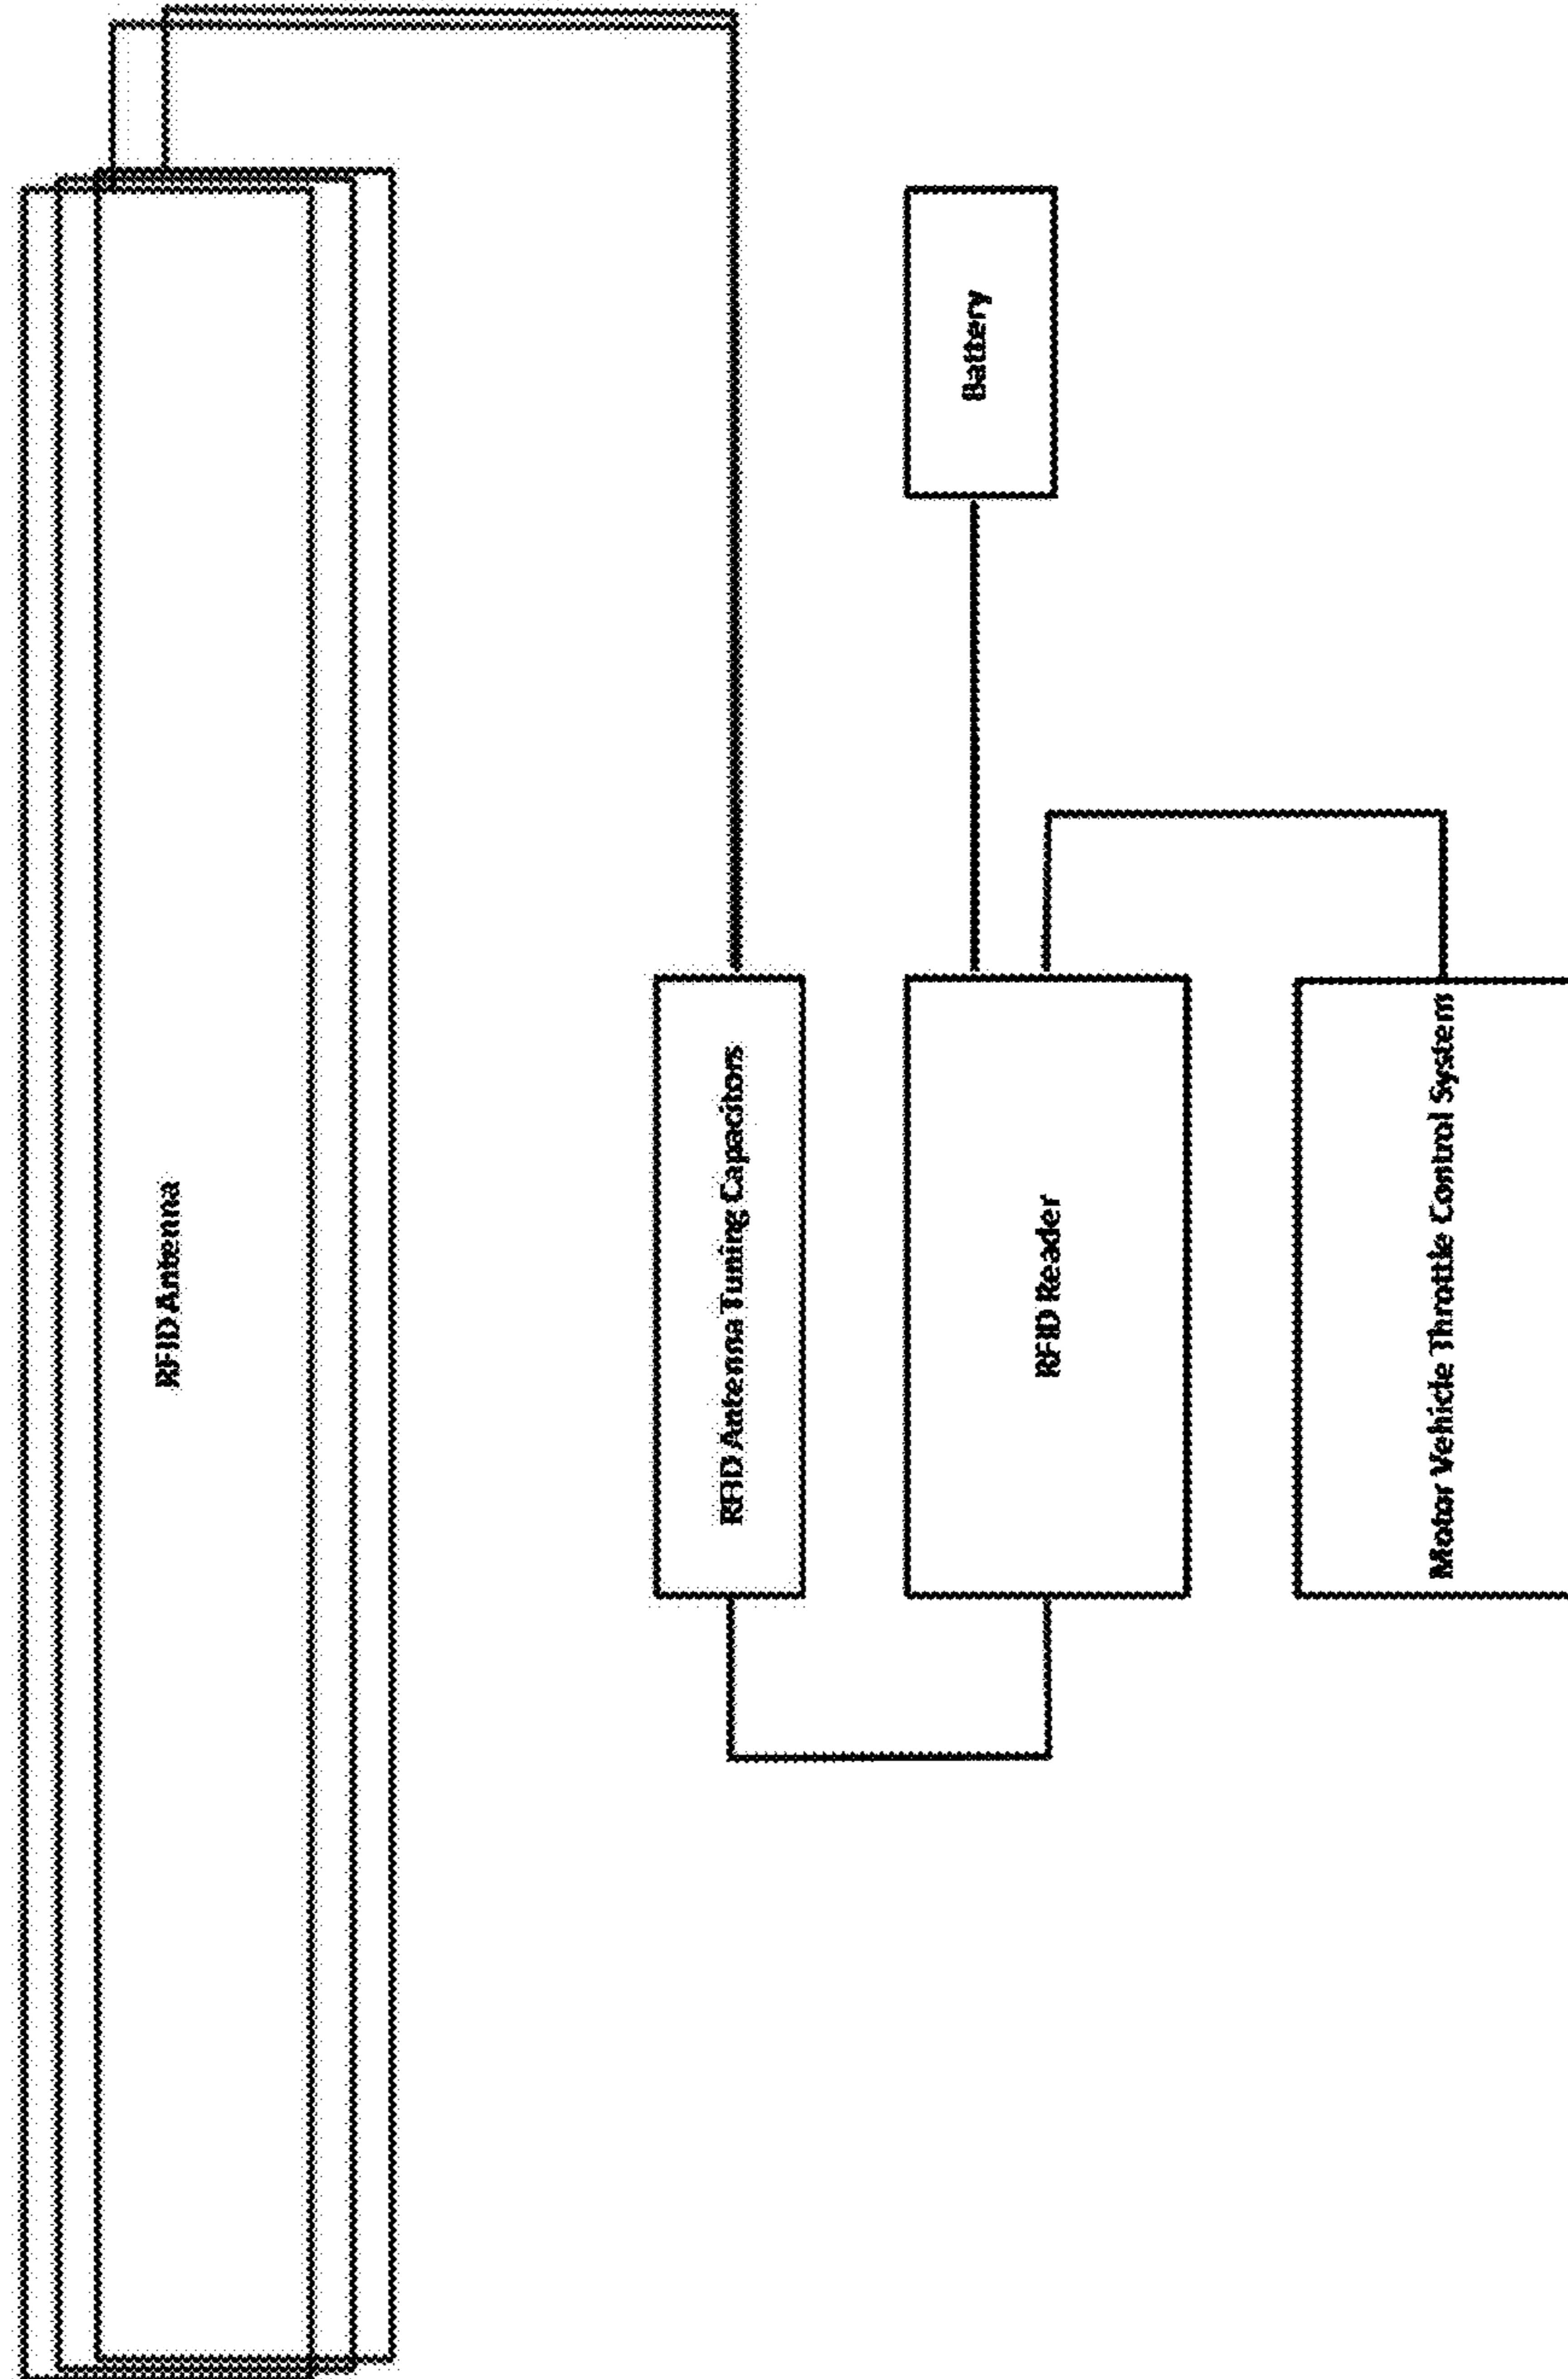 RFID Antenna
RFID Antenna Tuning Capacitors
Battery
RFID Reader
Motor Vehicle Throttle Control System